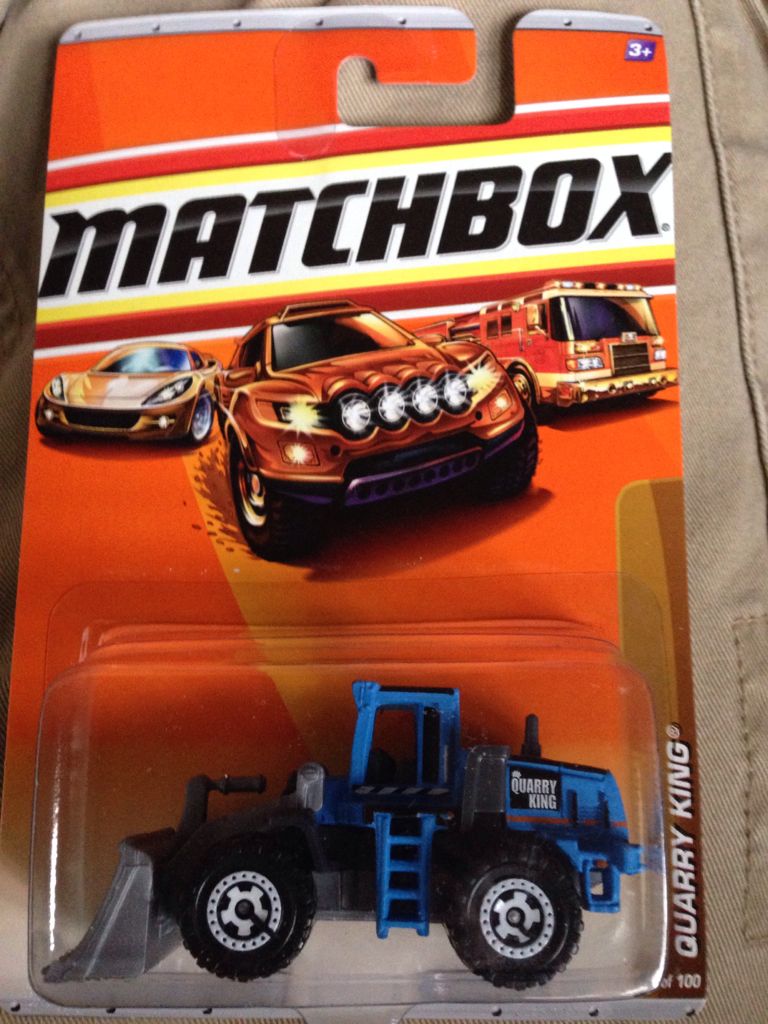 3+
MATCHBOX®
QUARRY
KING
QUARRY KING®
of 100